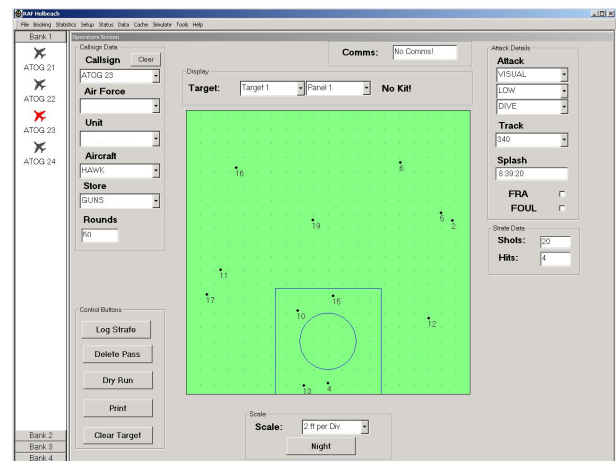 RAF Holbeach
File Booking Statistics Setup Status Data Cache Simulate Tools Help
Bank 1
ATOG 21
ATOG 22
ATOG 23
ATOG 24
Bank 2
Bank 3
Bank 4
Operators Screen
Callsign Data
Callsign Clear
ATOG 23
Air Force
Unit
Aircraft
HAWK
Store
GUNS
Rounds
60
Control Buttons
Log Strafe
Delete Pass
Dry Run
Print
Clear Target
Comms: No Comms!
Display
Target: Target 1 Panel 1 No Kit!
16
6
6
2
19
11
17
15
10
12
13
4
Scale
Scale: 2 ft per Div.
Night
Attack Details
Attack
VISUAL
LOW
DIVE
Track
340
Splash
8:39:20
FRA
FOUL
Strafe Data
Shots: 20
Hits: 4